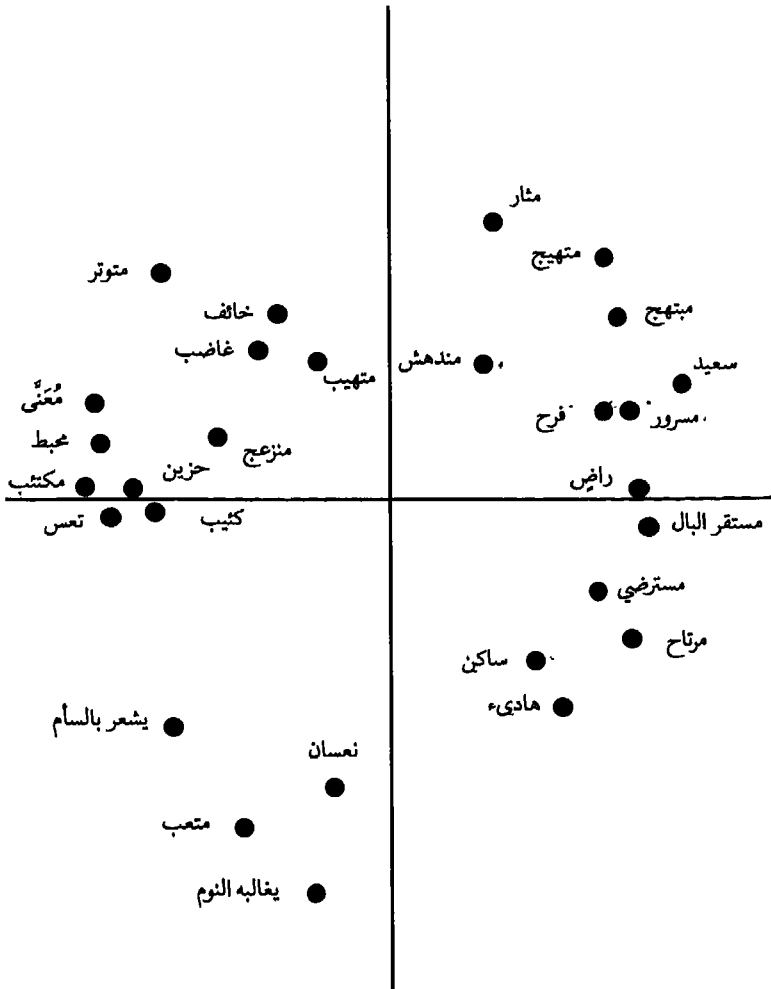 مثار
متهيج
متوتر
خائف
مبتهج
غاضب
مندهش
متهيب
سعيد
مُعَنًّى
فرح
مسرور
محبط
منزعج
حزين
مكتئب
راضٍ
تعس
كئيب
مستقر البال
مسترضي
مرتاح
ساكن
هادىء
يشعر بالسأم
نعسان
متعب
يغالبه النوم